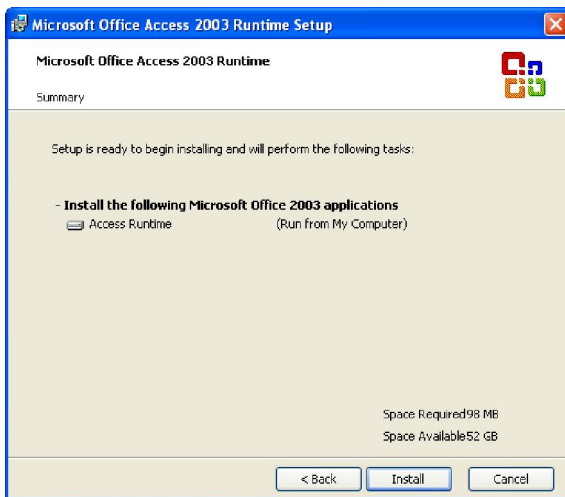 Microsoft Office Access 2003 Runtime Setup
Microsoft Office Access 2003 Runtime
Summary
Setup is ready to begin installing and will perform the following tasks:
- Install the following Microsoft Office 2003 applications
Access Runtime (Run from My Computer)
Space Required98 MB
Space Available52 GB
< Back Install Cancel